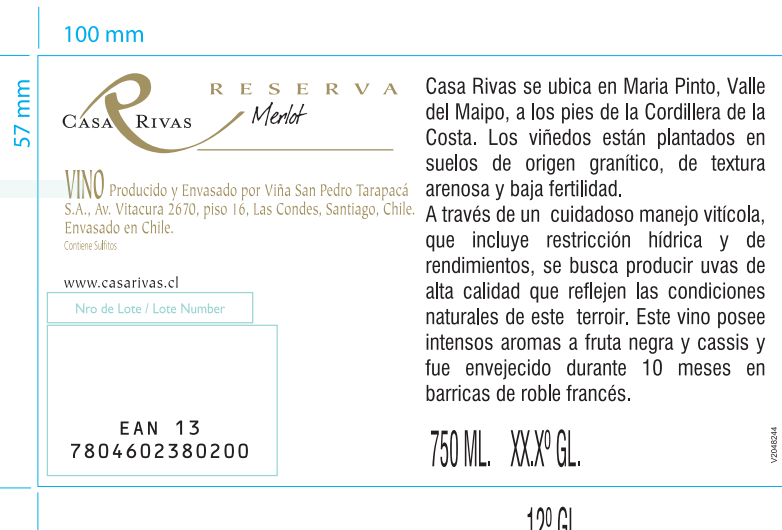 100 mm
57 mm
CASA RIVAS
RESERVA
Merlot
VINO Producido y Envasado por Viña San Pedro Tarapacá
S.A., Av. Vitacura 2670, piso 16, Las Condes, Santiago, Chile.
Envasado en Chile.
Contiene Sulfitos
www.casarivas.cl
Nro de Lote / Lote Number
EAN 13
7804602380200
Casa Rivas se ubica en Maria Pinto, Valle
del Maipo, a los pies de la Cordillera de la
Costa. Los viñedos están plantados en
suelos de origen granítico, de textura
arenosa y baja fertilidad.
A través de un cuidadoso manejo vitícola,
que incluye restricción hídrica y de
rendimientos, se busca producir uvas de
alta calidad que reflejen las condiciones
naturales de este terroir. Este vino posee
intensos aromas a fruta negra y cassis y
fue envejecido durante 10 meses en
barricas de roble francés.
750 ML. XX.Xº GL.
V2048244
12º GL